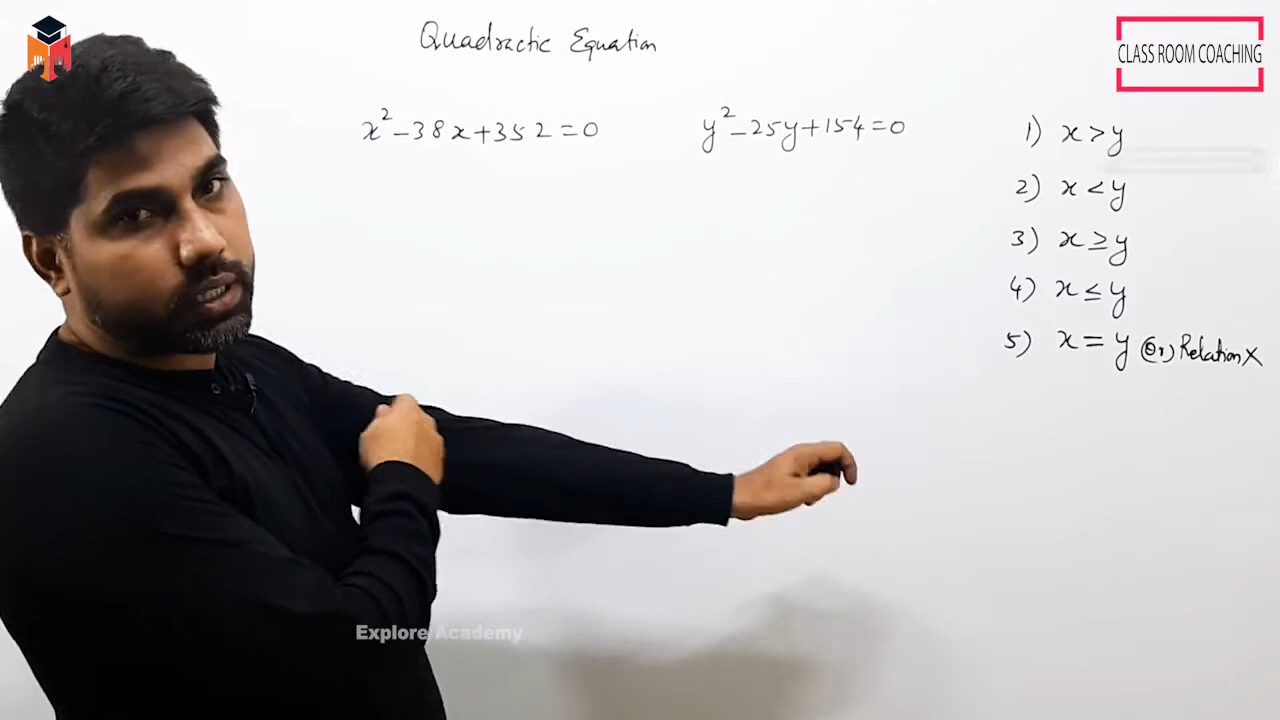 Quadractic Equation
CLASS ROOM COACHING
x² – 38x + 352 = 0
y² – 25y + 154 = 0
1) x > y
2) x < y
3) x ≥ y
4) x ≤ y
5) x = y (or) Relation X
Explore Academy